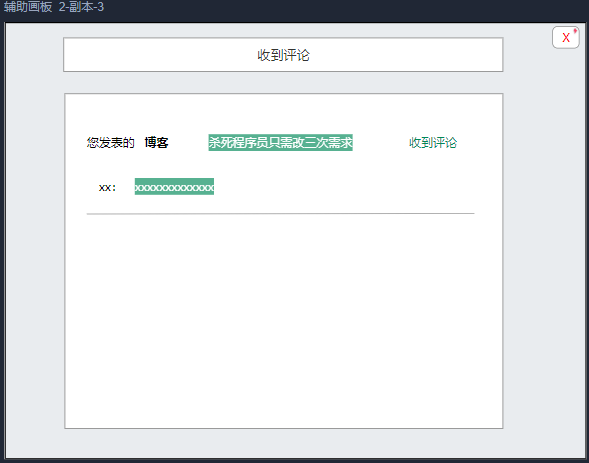 辅助画板 2-副本-3
X
收到评论
您发表的 博客 杀死程序员只需改三次需求 收到评论
xx: xxxxxxxxxxxxx